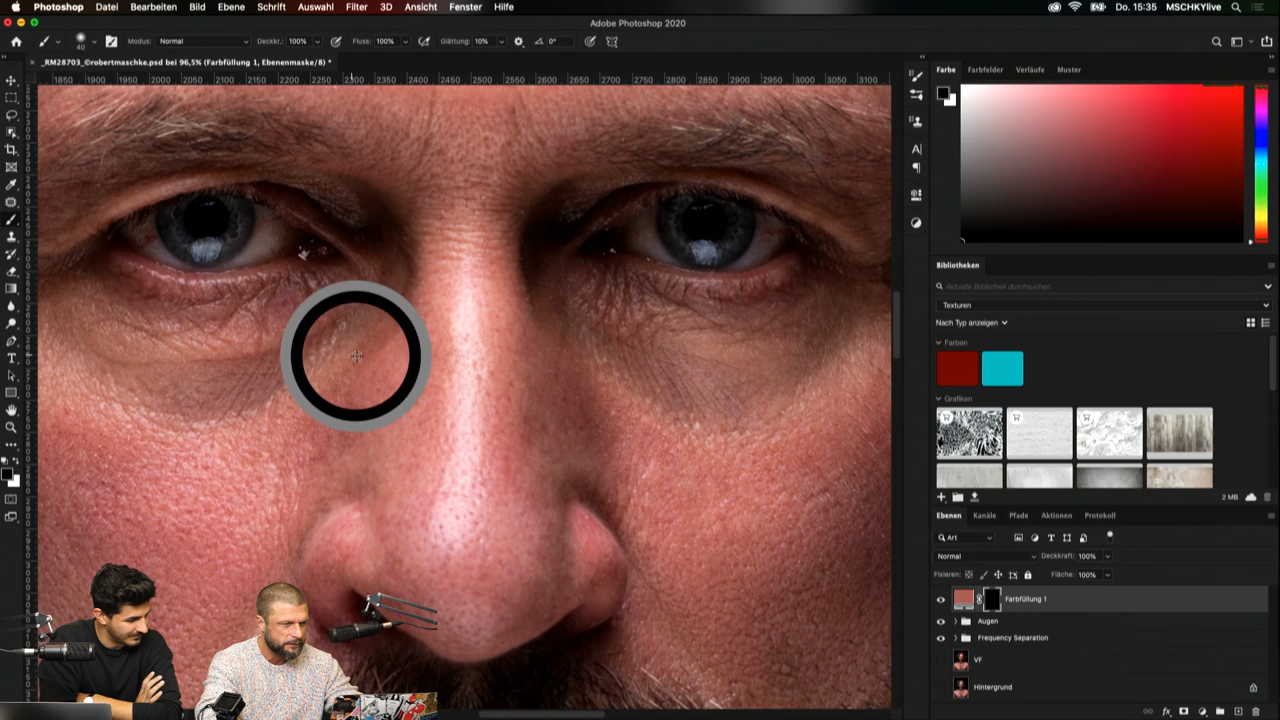 Photoshop Datei Bearbeiten Bild Ebene Schrift Auswahl Filter 3D Ansicht Fenster Hilfe Do. 15:35 MSCHKYlive
Adobe Photoshop 2020
40 Modus: Normal Deckkr.: 100% Fluss: 100% Glättung: 10% 0°
_RM28703_©robertmaschke.psd bei 96,5% (Farbfüllung 1, Ebenenmaske/8) *
1850 1900 1950 2000 2050 2100 2150 2200 2250 2300 2350 2400 2450 2500 2550 2600 2650 2700 2750 2800 2850 2900 2950 3000 3050 3100
Farbe Farbfelder Verläufe Muster
Bibliotheken
Aktuelle Bibliothek durchsuchen
Texturen
Nach Typ anzeigen
Farben
Grafiken
2 MB
Ebenen Kanäle Pfade Aktionen Protokoll
Art
Normal Deckkraft: 100%
Fixieren: Fläche: 100%
Farbfüllung 1
Augen
Frequency Separation
VF
Hintergrund